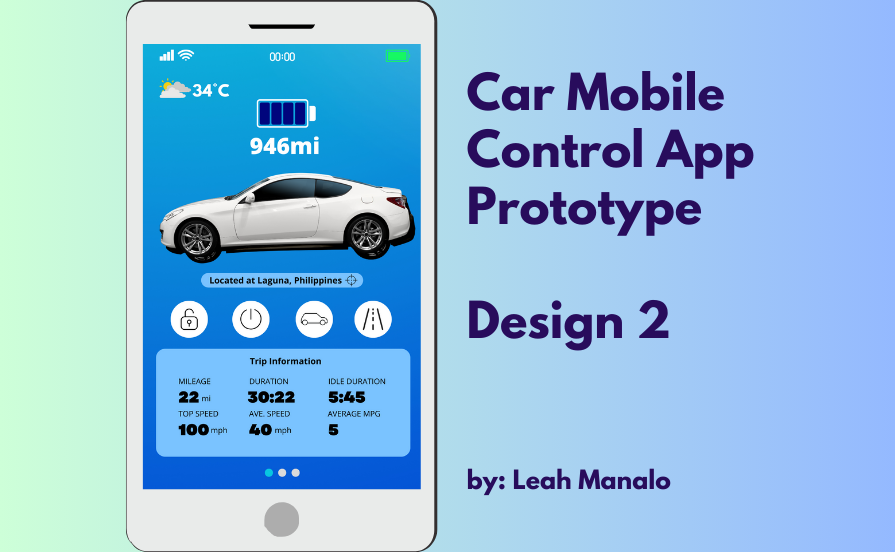 00:00
34°C
946mi
Located at Laguna, Philippines
Trip Information
MILEAGE DURATION IDLE DURATION
22 mi 30:22 5:45
TOP SPEED AVE. SPEED AVERAGE MPG
100 mph 40 mph 5
Car Mobile
Control App
Prototype
Design 2
by: Leah Manalo